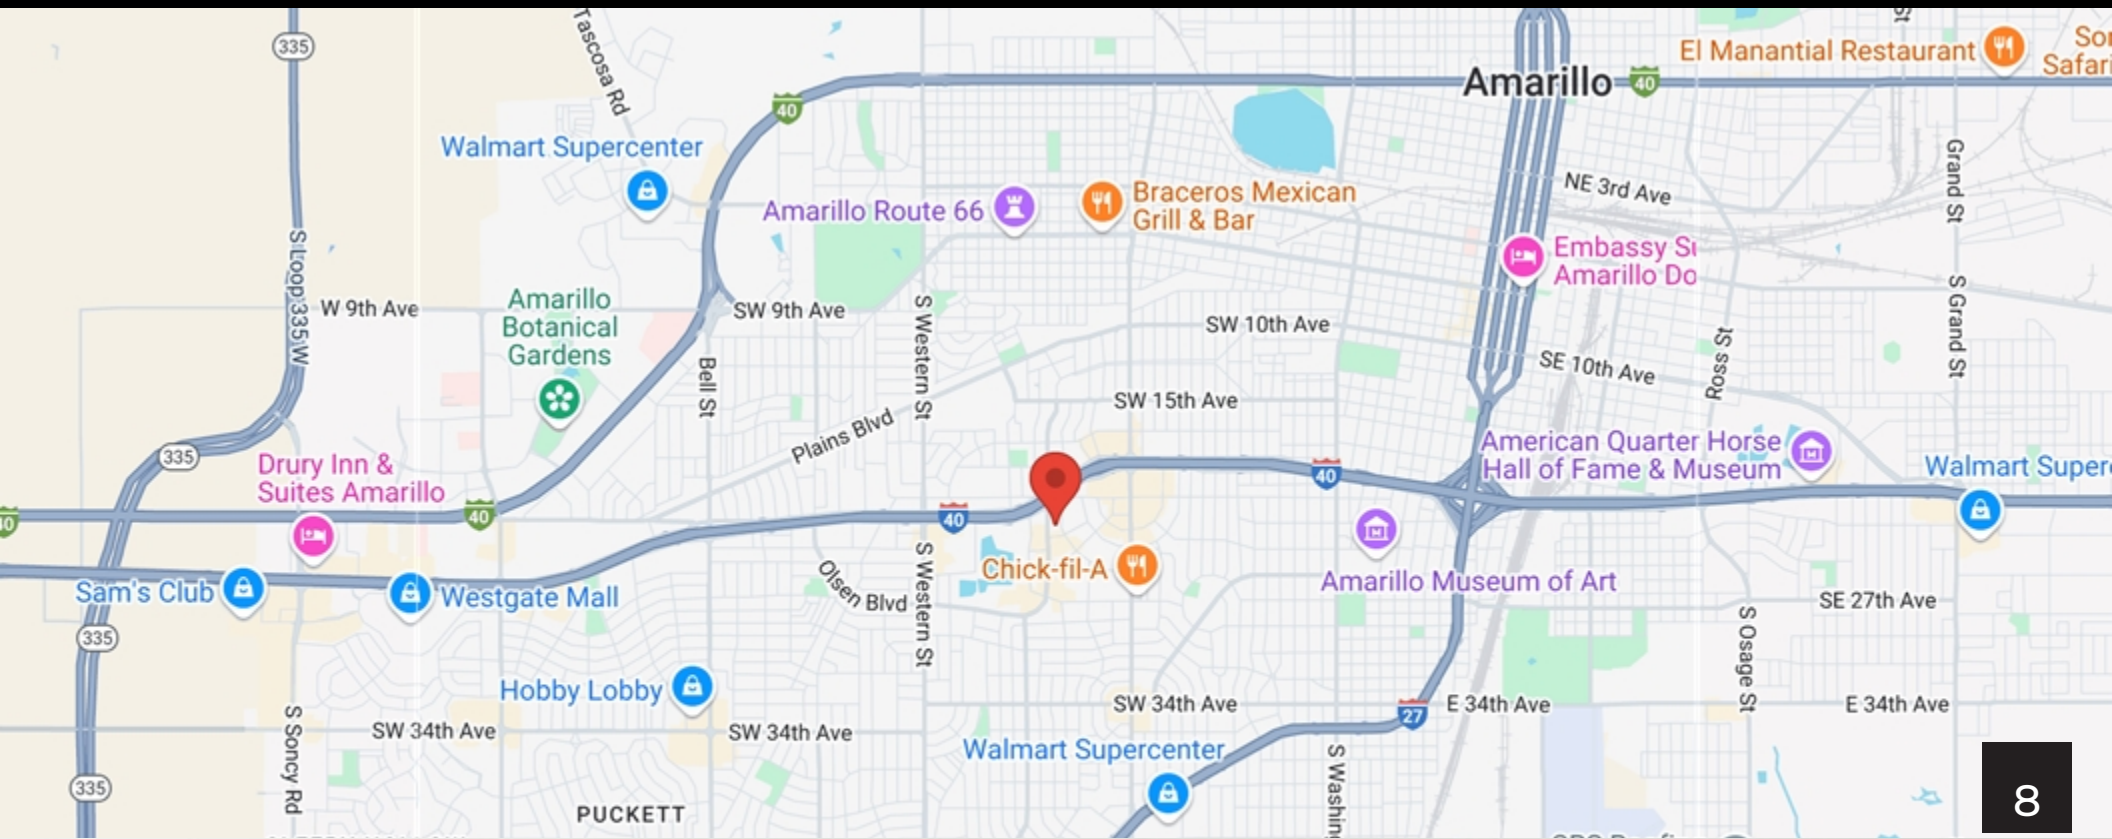 335
Tascosa Rd
El Manantial Restaurant
Amarillo
40
40
Walmart Supercenter
Grand St
NE 3rd Ave
Braceros Mexican
Grill & Bar
Amarillo Route 66
S Loop 335 W
Amarillo
Botanical
Gardens
W 9th Ave
SW 9th Ave
S Western St
SW 10th Ave
S Grand St
SE 10th Ave
Ross St
Bell St
SW 15th Ave
Plains Blvd
335
Drury Inn &
Suites Amarillo
American Quarter Horse
Hall of Fame & Museum
40
40
40
40
Sam's Club
Westgate Mall
Olsen Blvd
S Western St
Chick-fil-A
Amarillo Museum of Art
SE 27th Ave
335
S Osage St
Hobby Lobby
SW 34th Ave
SW 34th Ave
SW 34th Ave
27
E 34th Ave
E 34th Ave
S Soncy Rd
Walmart Supercenter
335
PUCKETT
8